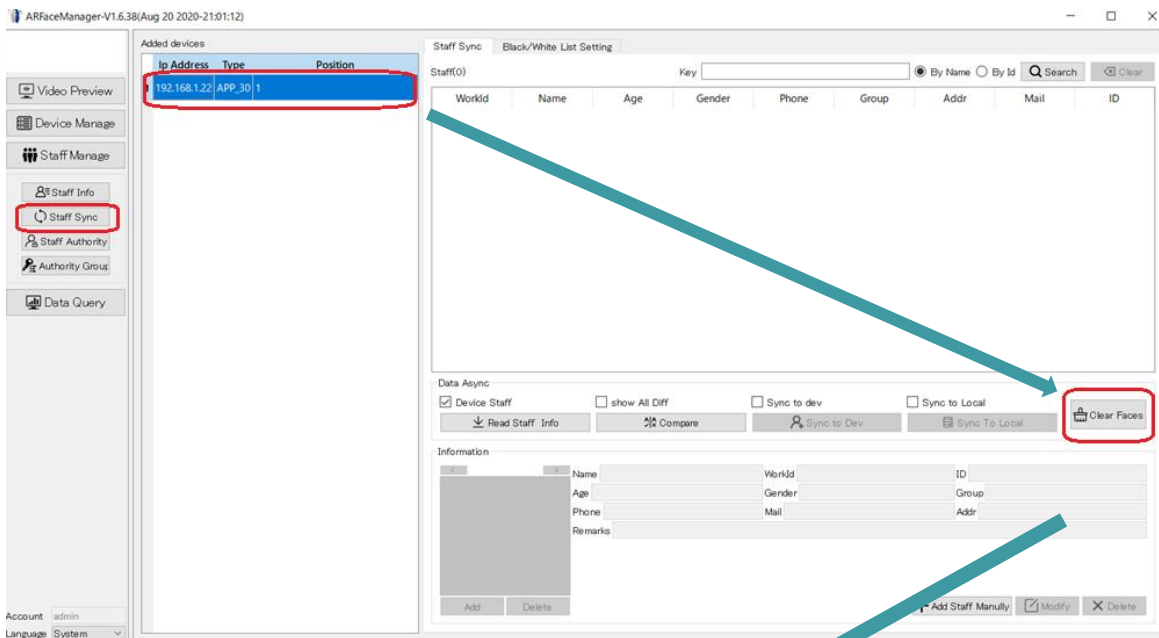 ARFaceManager-V1.6.38(Aug 20 2020-21:01:12)
Added devices
Ip Address Type Position
192.168.1.22 APP_30 1
Video Preview
Device Manage
Staff Manage
Staff Info
Staff Sync
Staff Authority
Authority Group
Data Query
Account admin
Language System
Staff Sync Black/White List Setting
Staff(0) Key By Name By Id Search Clear
WorkId Name Age Gender Phone Group Addr Mail ID
Data Async
Device Staff show All Diff Sync to dev Sync to Local
Read Staff Info Compare Sync to Dev Sync To Local Clear Faces
Information
Name WorkId ID
Age Gender Group
Phone Mail Addr
Remarks
Add Delete Add Staff Manully Modify Delete